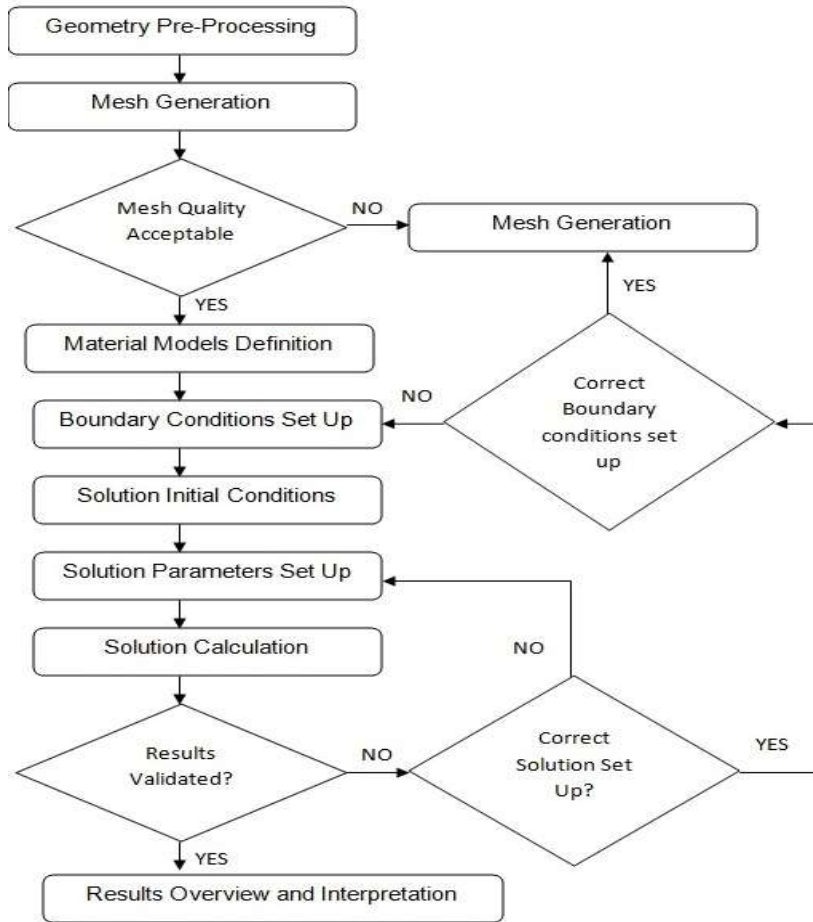 Geometry Pre-Processing
Mesh Generation
Mesh Quality
Acceptable
NO
Mesh Generation
YES
YES
Material Models Definition
Correct
Boundary
conditions set
up
NO
Boundary Conditions Set Up
Solution Initial Conditions
Solution Parameters Set Up
Solution Calculation
NO
Results
Validated?
NO
Correct
Solution Set
Up?
YES
YES
Results Overview and Interpretation